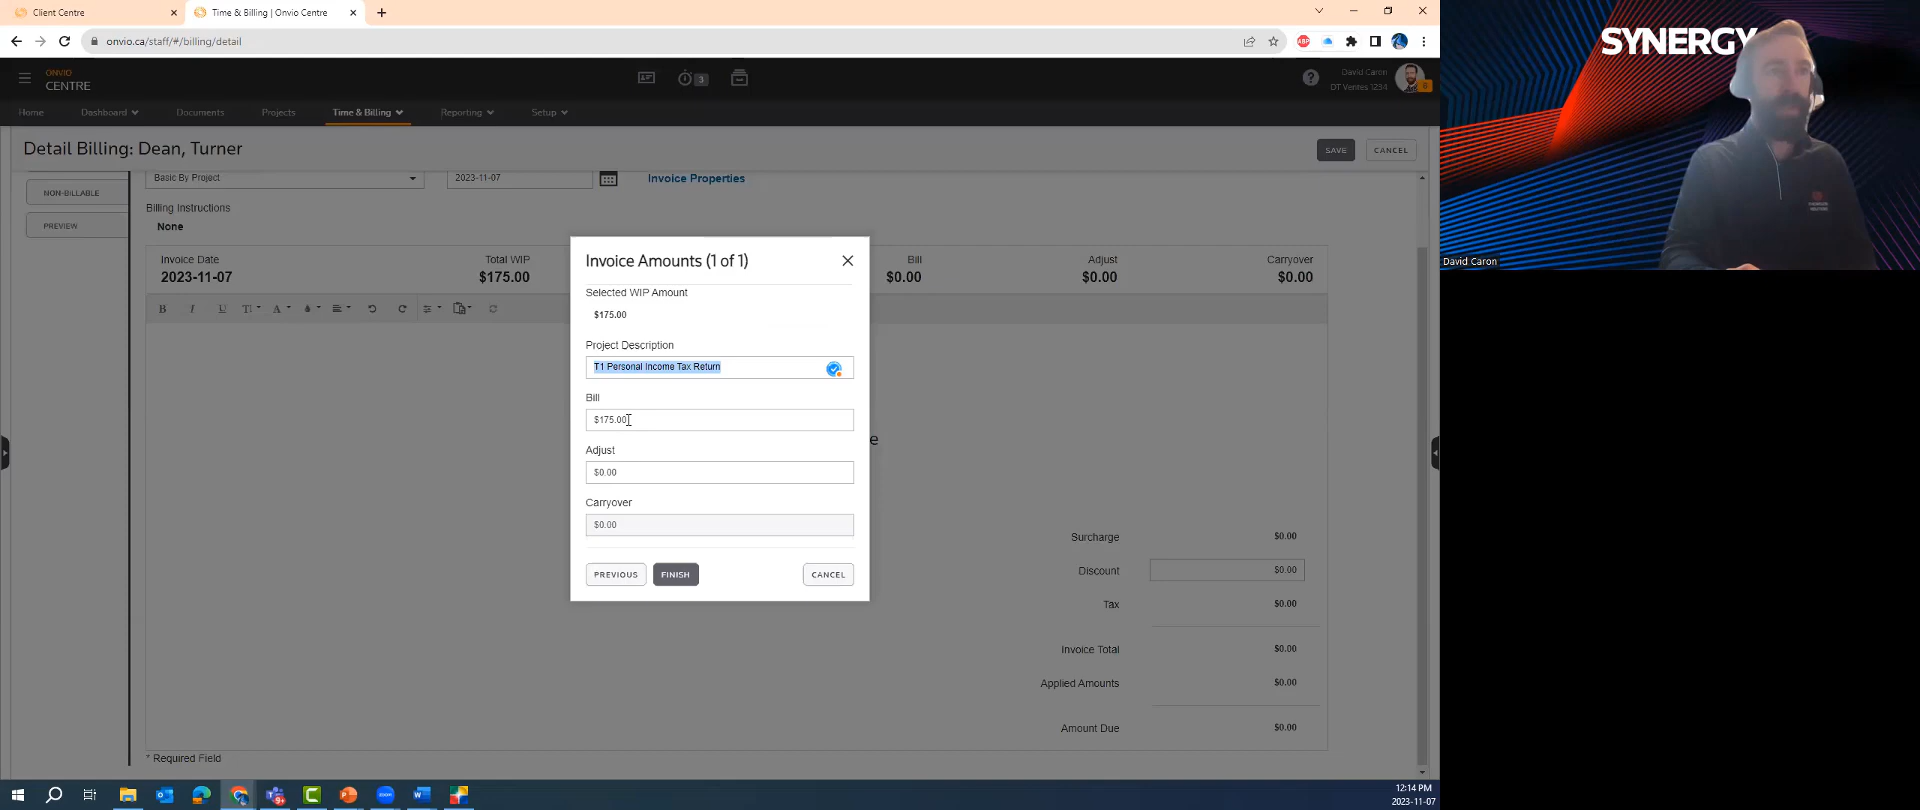 Client Centre
Time & Billing | Onvio Centre
onvio.ca/staff/#/billing/detail
ABP
SYNERGY
ONVIO
CENTRE
3
David Caron
DT Ventes 1234
Home
Dashboard
Documents
Projects
Time & Billing
Reporting
Setup
Detail Billing: Dean, Turner
SAVE
CANCEL
NON-BILLABLE
PREVIEW
Basic By Project
2023-11-07
Invoice Properties
Billing Instructions
None
Invoice Date
2023-11-07
Total WIP
$175.00
Bill
$0.00
Adjust
$0.00
Carryover
$0.00
Invoice Amounts (1 of 1)
Selected WIP Amount
$175.00
Project Description
T1 Personal Income Tax Return
Bill
$175.00
Adjust
$0.00
Carryover
$0.00
PREVIOUS
FINISH
CANCEL
e
Surcharge
$0.00
Discount
$0.00
Tax
$0.00
Invoice Total
$0.00
Applied Amounts
$0.00
Amount Due
$0.00
* Required Field
David Caron
12:14 PM
2023-11-07